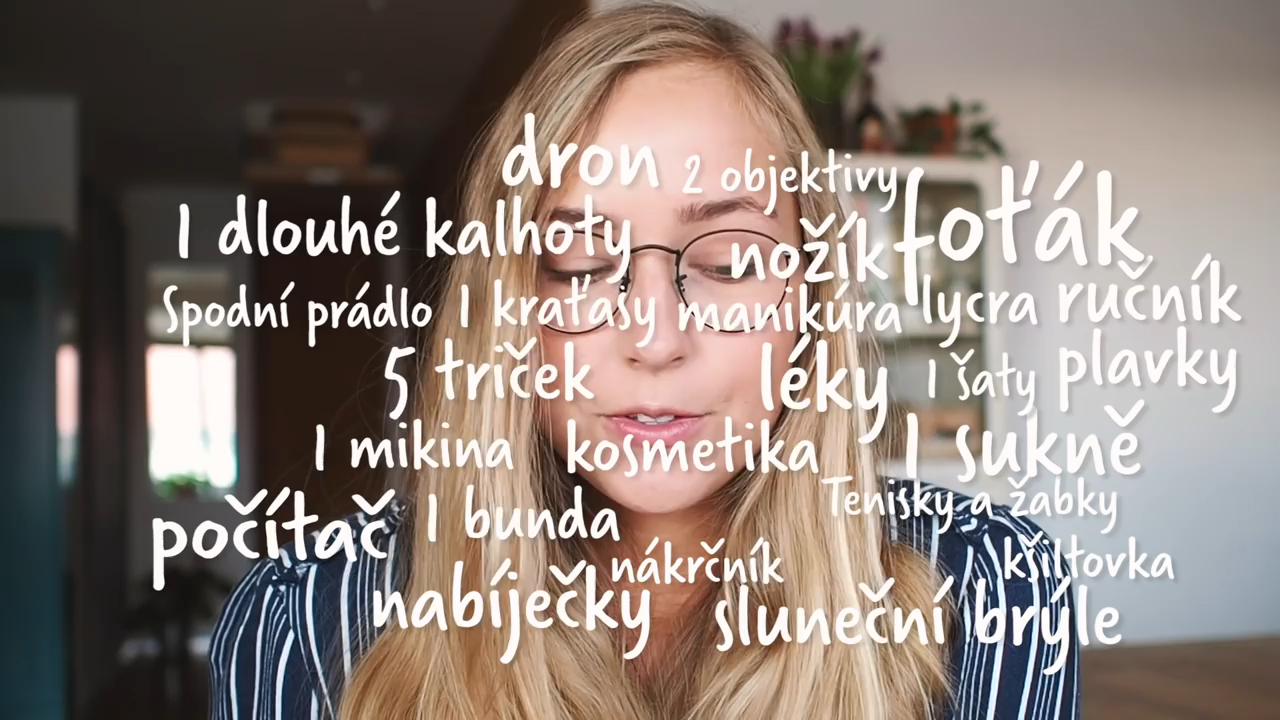 dron 2 objektivy foťák
1 dlouhé kalhoty nožík
Spodní prádlo 1 kraťasy manikúra lycra ručník
5 triček léky 1 šaty plavky
1 mikina kosmetika 1 sukně
Tenisky a žabky
počítač 1 bunda
nákrčník kšiltovka
nabíječky sluneční brýle